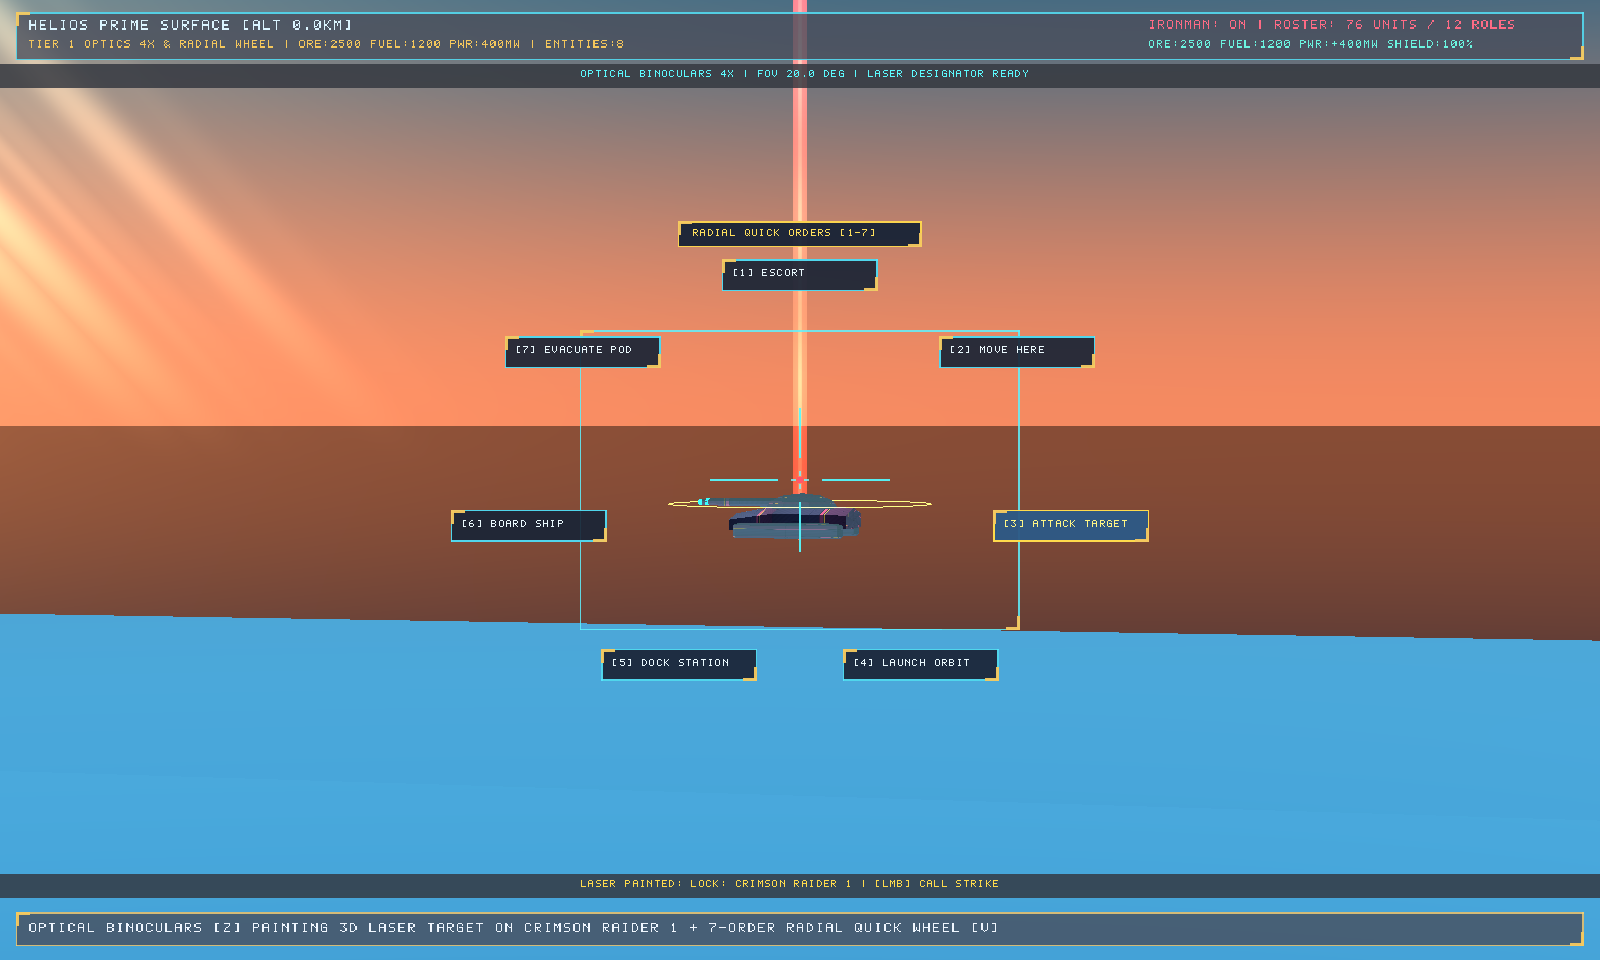 HELIOS PRIME SURFACE [ALT 0.0KM]
TIER 1 OPTICS 4X & RADIAL WHEEL | ORE:2500 FUEL:1200 PWR:400MW | ENTITIES:8
IRONMAN: ON | ROSTER: 76 UNITS / 12 ROLES
ORE:2500 FUEL:1200 PWR:+400MW SHIELD:100%
OPTICAL BINOCULARS 4X | FOV 20.0 DEG | LASER DESIGNATOR READY
RADIAL QUICK ORDERS [1-7]
[1] ESCORT
[7] EVACUATE POD
[2] MOVE HERE
[6] BOARD SHIP
[3] ATTACK TARGET
[5] DOCK STATION
[4] LAUNCH ORBIT
LASER PAINTED: LOCK: CRIMSON RAIDER 1 | [LMB] CALL STRIKE
OPTICAL BINOCULARS [Z] PAINTING 3D LASER TARGET ON CRIMSON RAIDER 1 + 7-ORDER RADIAL QUICK WHEEL [V]